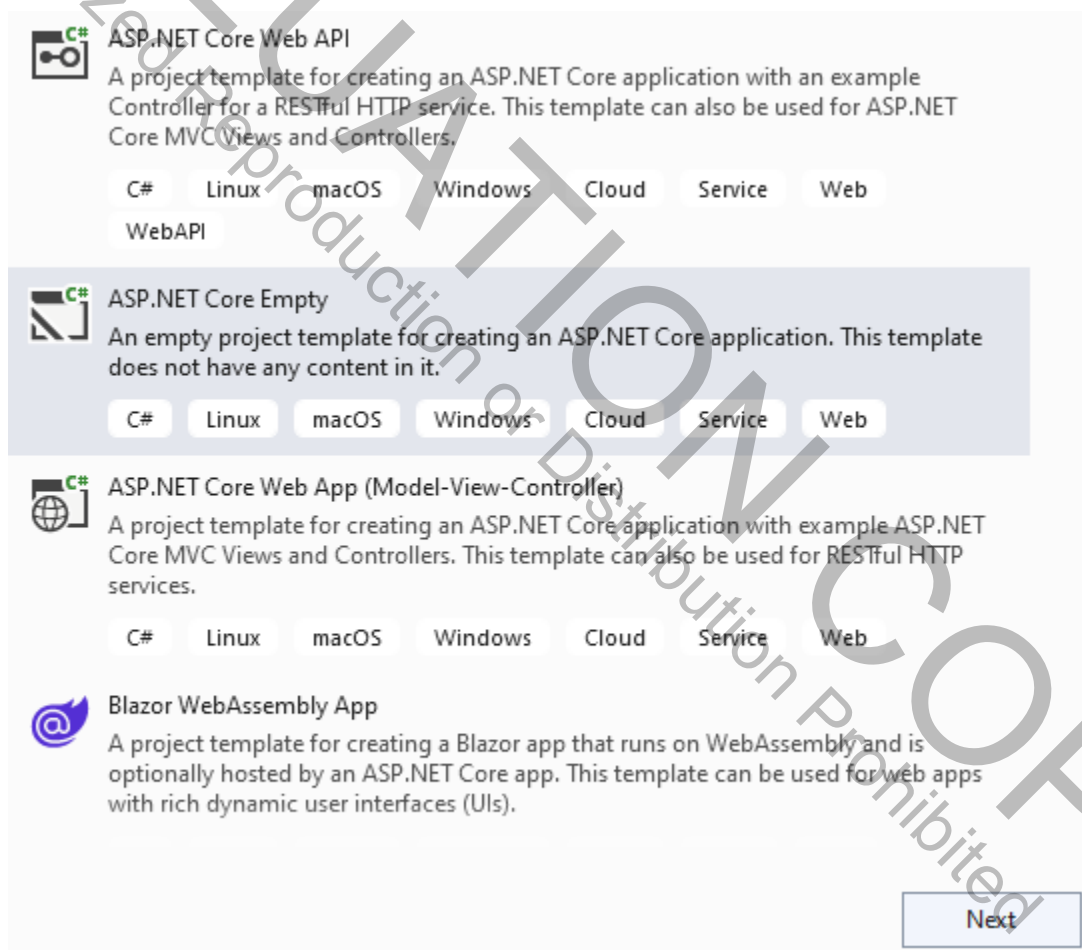 C#
ASP.NET Core Web API
A project template for creating an ASP.NET Core application with an example
Controller for a RESTful HTTP service. This template can also be used for ASP.NET
Core MVC Views and Controllers.
C# Linux macOS Windows Cloud Service Web
WebAPI
C#
ASP.NET Core Empty
An empty project template for creating an ASP.NET Core application. This template
does not have any content in it.
C# Linux macOS Windows Cloud Service Web
C#
ASP.NET Core Web App (Model-View-Controller)
A project template for creating an ASP.NET Core application with example ASP.NET
Core MVC Views and Controllers. This template can also be used for RESTful HTTP
services.
C# Linux macOS Windows Cloud Service Web
@
Blazor WebAssembly App
A project template for creating a Blazor app that runs on WebAssembly and is
optionally hosted by an ASP.NET Core app. This template can be used for web apps
with rich dynamic user interfaces (UIs).
Next
Reproduction or Distribution Prohibited